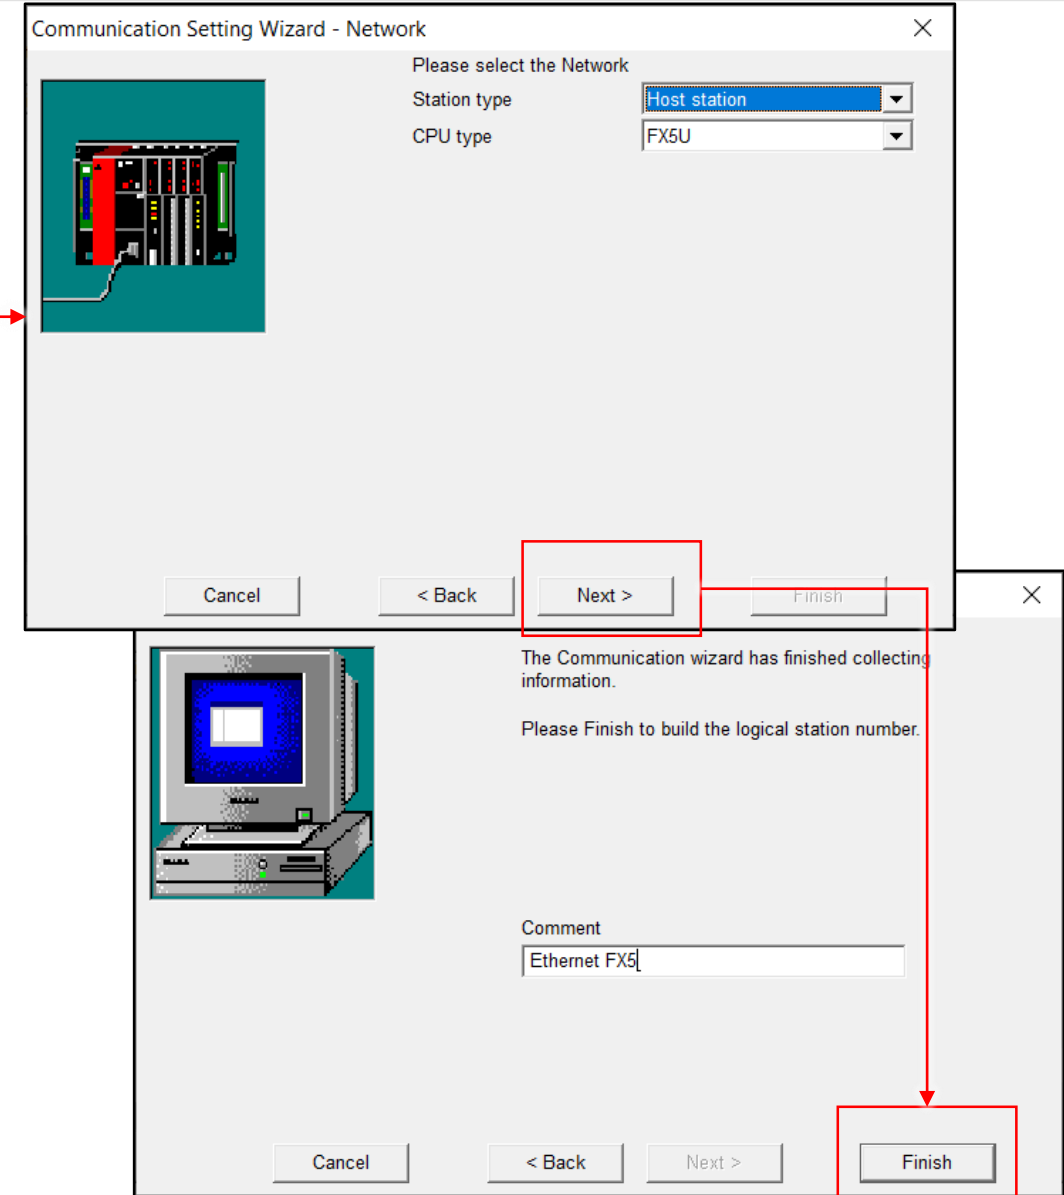 Communication Setting Wizard - Network
Please select the Network
Station type
Host station
CPU type
FX5U
Cancel
< Back
Next >
Finish
The Communication wizard has finished collecting
information.
Please Finish to build the logical station number.
Comment
Ethernet FX5
Cancel
< Back
Next >
Finish